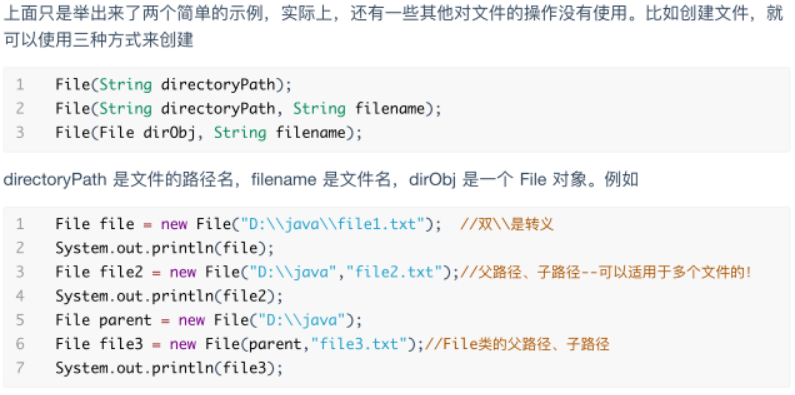 上面只是举出来了两个简单的示例，实际上，还有一些其他对文件的操作没有使用。比如创建文件，就
可以使用三种方式来创建
1 File(String directoryPath);
2 File(String directoryPath, String filename);
3 File(File dirObj, String filename);
directoryPath 是文件的路径名，filename 是文件名，dirObj 是一个 File 对象。例如
1 File file = new File("D:\\java\\file1.txt");  //双\\是转义
2 System.out.println(file);
3 File file2 = new File("D:\\java","file2.txt");//父路径、子路径--可以适用于多个文件的!
4 System.out.println(file2);
5 File parent = new File("D:\\java");
6 File file3 = new File(parent,"file3.txt");//File类的父路径、子路径
7 System.out.println(file3);